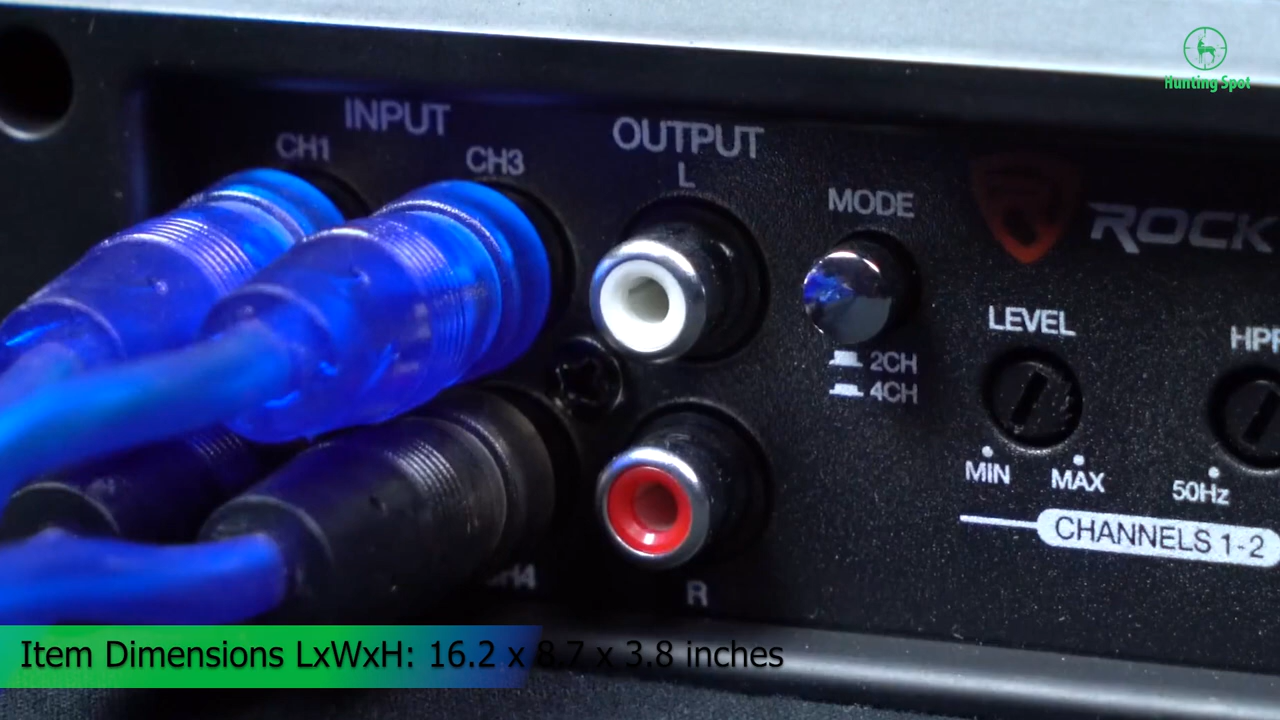 Hunting Spot
INPUT
CH1
CH3
OUTPUT
L
MODE
ROCK
2CH
4CH
LEVEL
MIN
MAX
50Hz
CHANNELS 1-2
R
Item Dimensions LxWxH: 16.2 x 8.7 x 3.8 inches